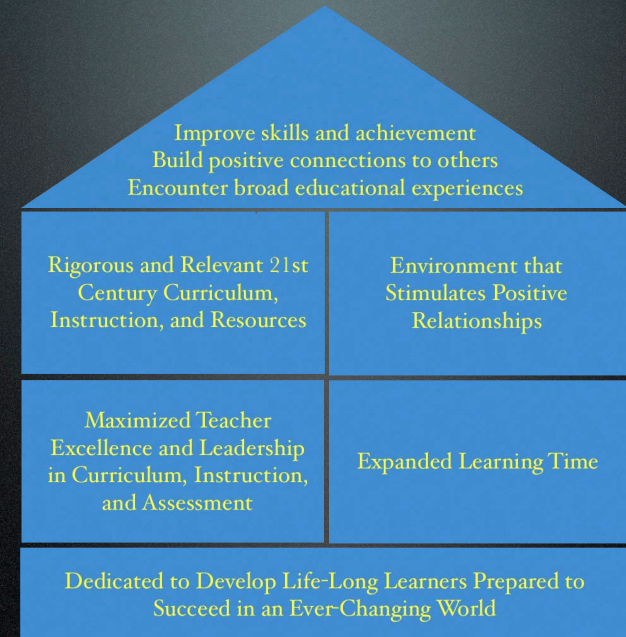 Improve skills and achievement
Build positive connections to others
Encounter broad educational experiences
Rigorous and Relevant 21st
Century Curriculum,
Instruction, and Resources
Environment that
Stimulates Positive
Relationships
Maximized Teacher
Excellence and Leadership
in Curriculum, Instruction,
and Assessment
Expanded Learning Time
Dedicated to Develop Life-Long Learners Prepared to
Succeed in an Ever-Changing World